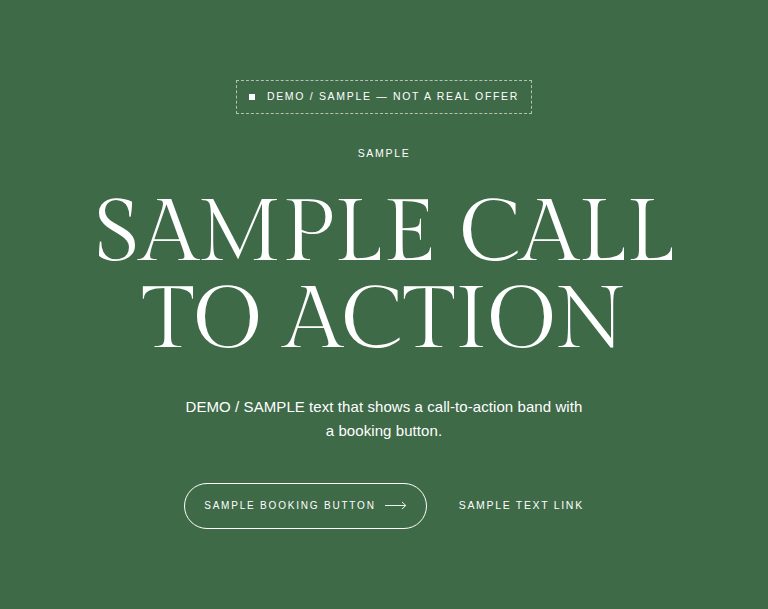 DEMO / SAMPLE — NOT A REAL OFFER
SAMPLE
SAMPLE CALL
TO ACTION
DEMO / SAMPLE text that shows a call-to-action band with
a booking button.
SAMPLE BOOKING BUTTON
SAMPLE TEXT LINK